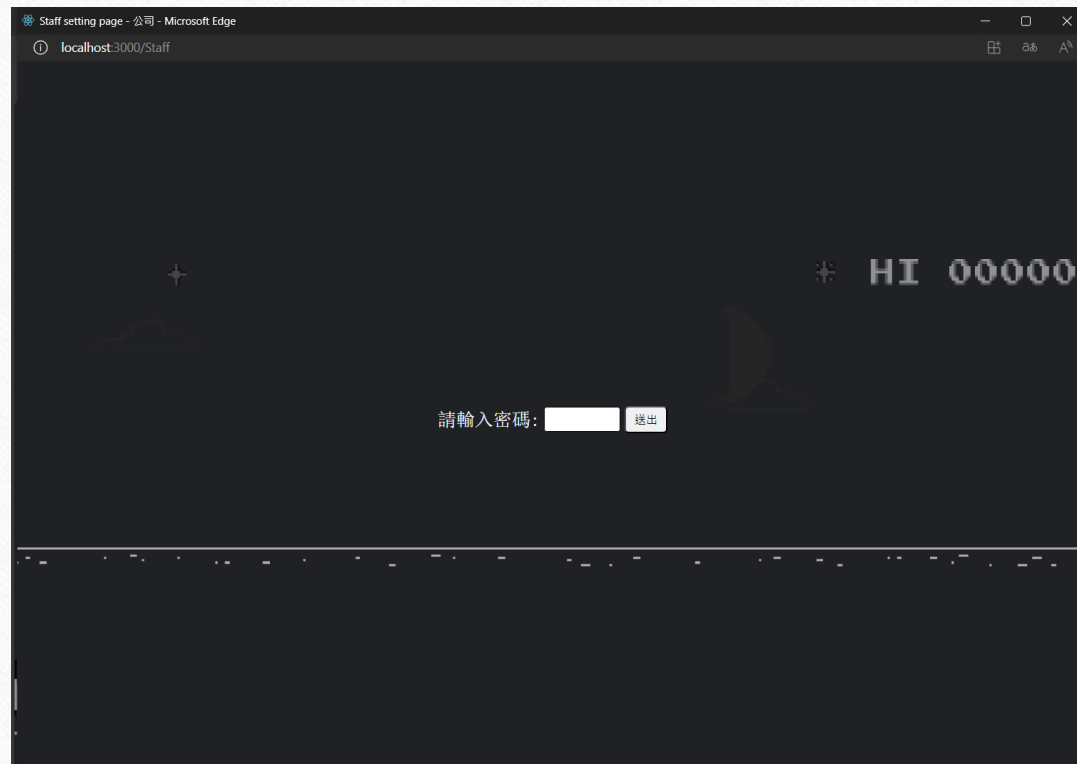 Staff setting page - 公司 - Microsoft Edge
localhost:3000/Staff
HI 00000
請輸入密碼: 送出